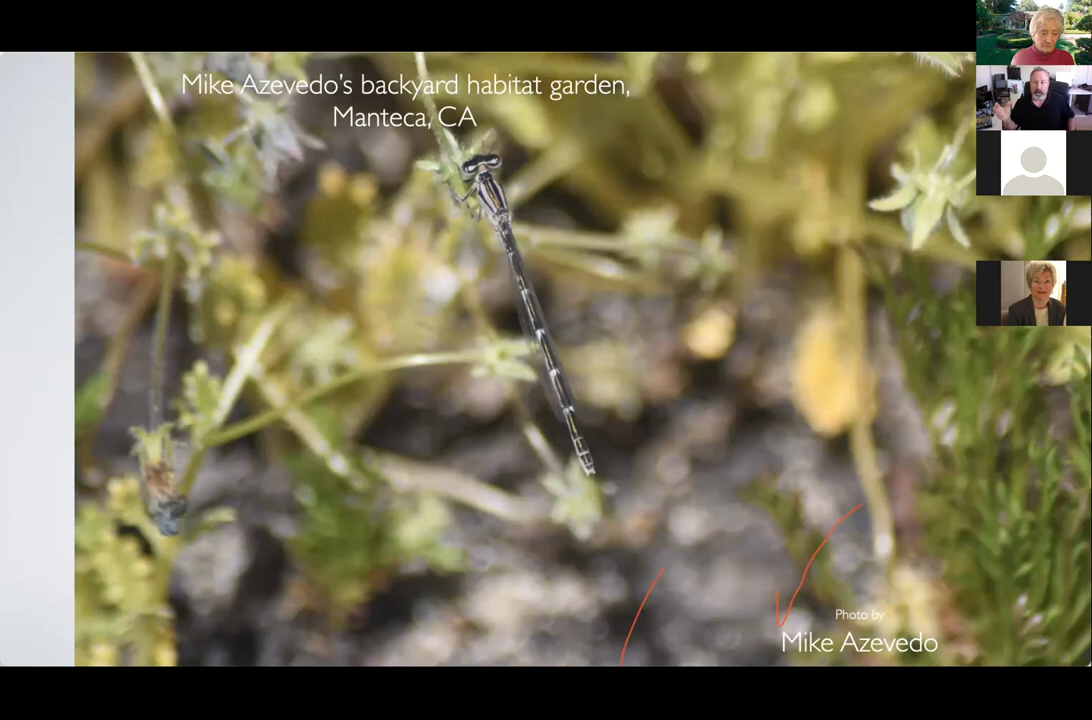 Mike Azevedo’s backyard habitat garden,
Manteca, CA
Photo by
Mike Azevedo